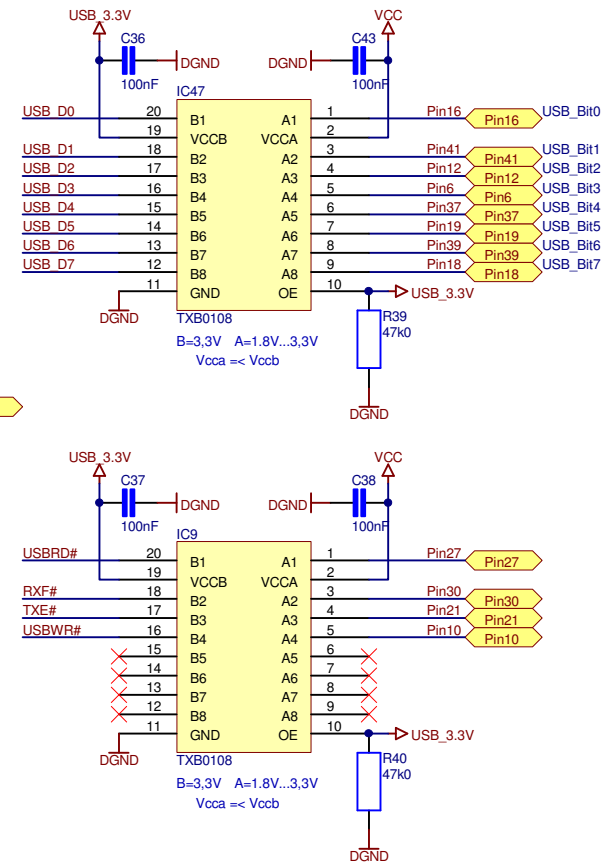 USB_3.3V VCC
C36 C43
DGND DGND
100nF 100nF
IC47
USB_D0 20 B1 A1 1 Pin16 Pin16 USB_Bit0
19 VCCB VCCA 2
USB_D1 18 B2 A2 3 Pin41 Pin41 USB_Bit1
USB_D2 17 B3 A3 4 Pin12 Pin12 USB_Bit2
USB_D3 16 B4 A4 5 Pin6 Pin6 USB_Bit3
USB_D4 15 B5 A5 6 Pin37 Pin37 USB_Bit4
USB_D5 14 B6 A6 7 Pin19 Pin19 USB_Bit5
USB_D6 13 B7 A7 8 Pin39 Pin39 USB_Bit6
USB_D7 12 B8 A8 9 Pin18 Pin18 USB_Bit7
11 GND OE 10 USB_3.3V
DGND TXB0108 R39
47k0
B=3,3V A=1.8V...3,3V
Vcca =< Vccb
DGND
USB_3.3V VCC
C37 C38
DGND DGND
100nF 100nF
IC9
USBRD# 20 B1 A1 1 Pin27 Pin27
19 VCCB VCCA 2
RXF# 18 B2 A2 3 Pin30 Pin30
TXE# 17 B3 A3 4 Pin21 Pin21
USBWR# 16 B4 A4 5 Pin10 Pin10
15 B5 A5 6
14 B6 A6 7
13 B7 A7 8
12 B8 A8 9
11 GND OE 10 USB_3.3V
DGND TXB0108 R40
47k0
B=3,3V A=1.8V...3,3V
Vcca =< Vccb
DGND